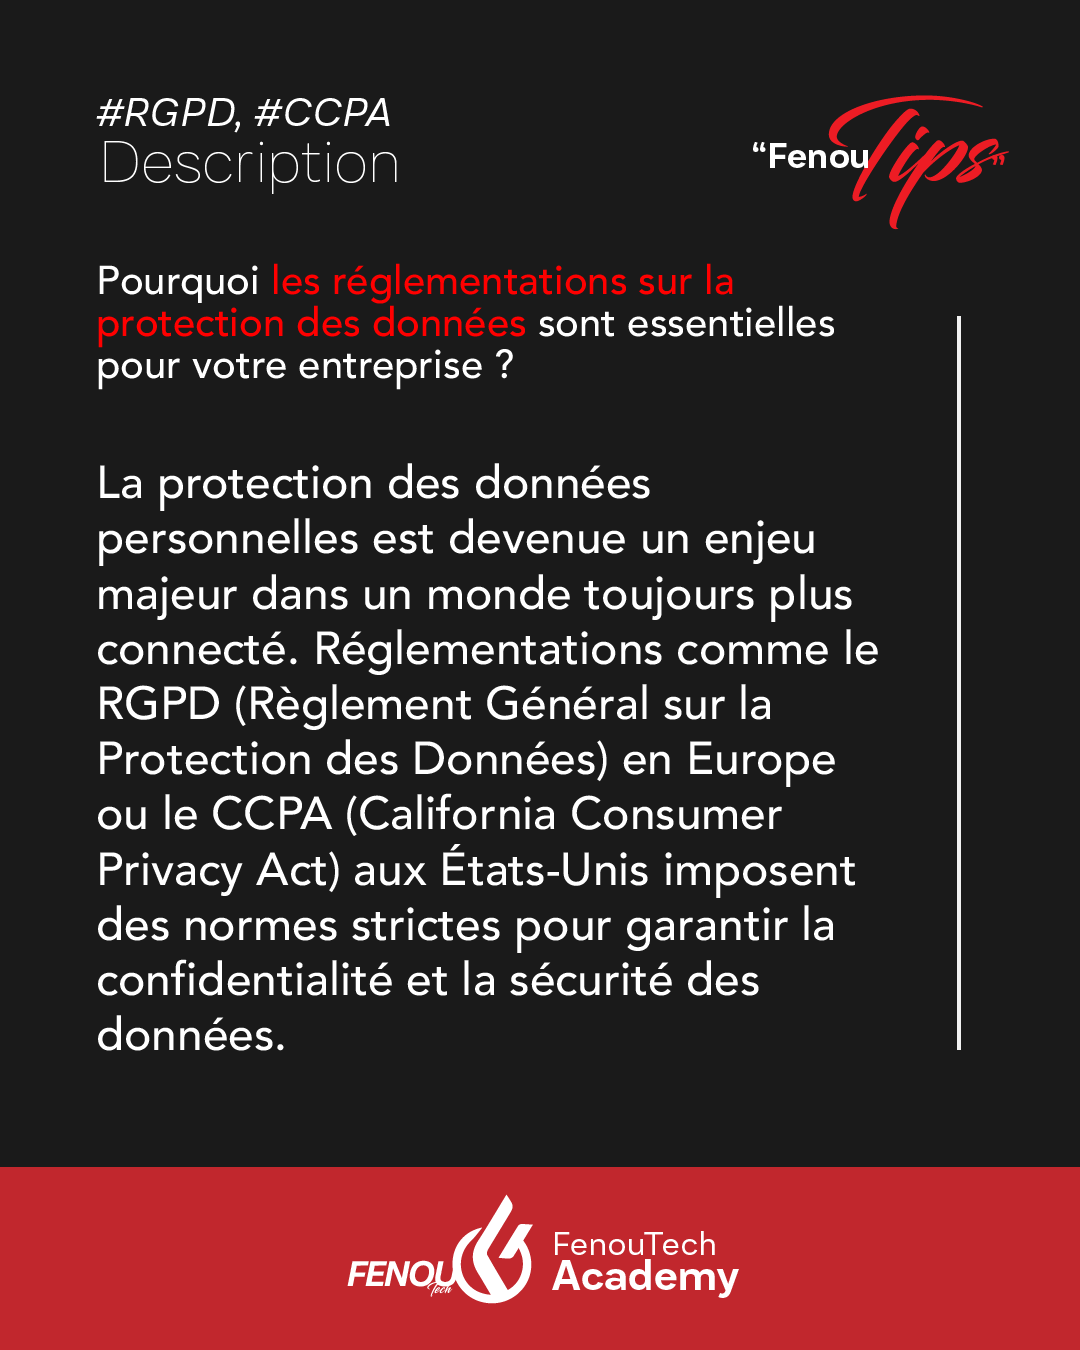 #RGPD, #CCPA
Description
“FenouTips”
Pourquoi les réglementations sur la
protection des données sont essentielles
pour votre entreprise ?
La protection des données
personnelles est devenue un enjeu
majeur dans un monde toujours plus
connecté. Réglementations comme le
RGPD (Règlement Général sur la
Protection des Données) en Europe
ou le CCPA (California Consumer
Privacy Act) aux États-Unis imposent
des normes strictes pour garantir la
confidentialité et la sécurité des
données.
FENOU
Tech
FenouTech
Academy